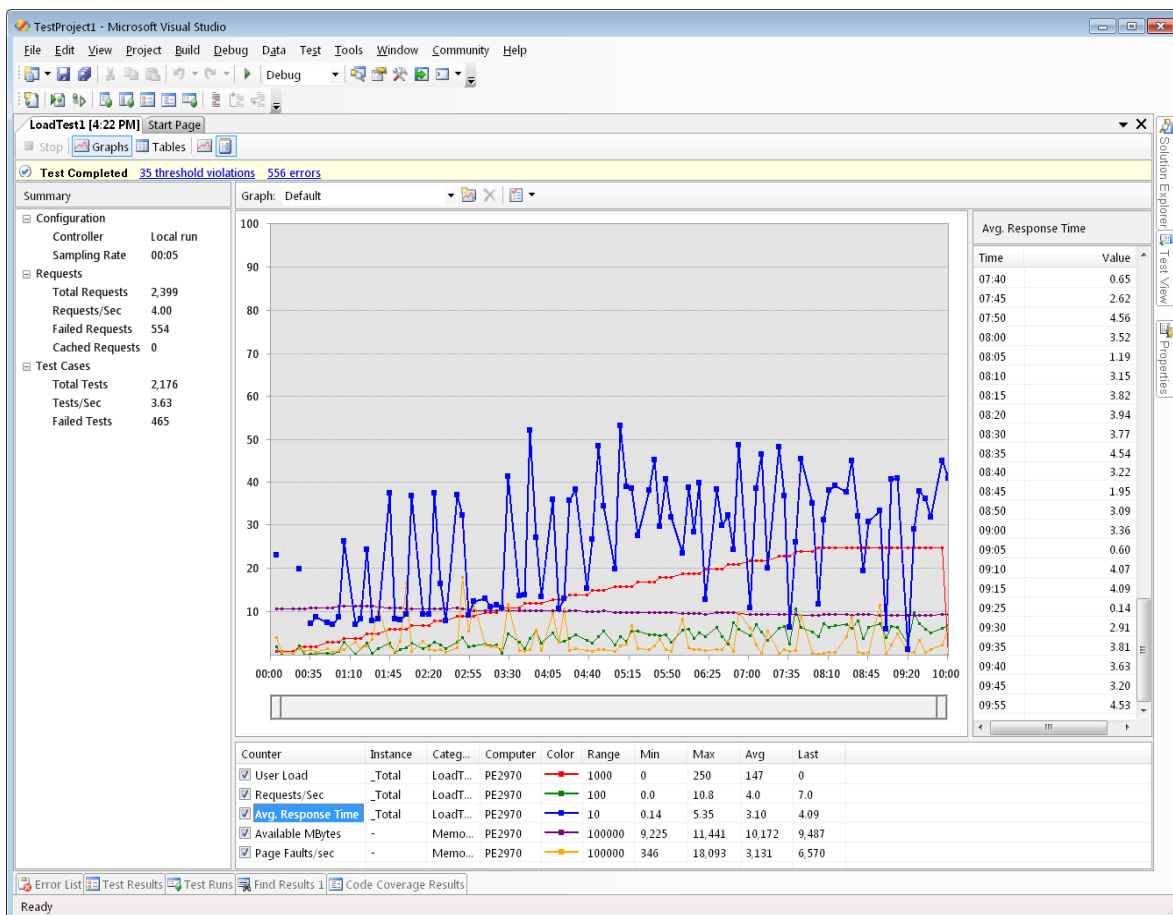 TestProject1 - Microsoft Visual Studio
File Edit View Project Build Debug Data Test Tools Window Community Help
Debug
LoadTest1 [4:22 PM] Start Page
Stop Graphs Tables
Test Completed 35 threshold violations 556 errors
Summary
Configuration
Controller Local run
Sampling Rate 00:05
Requests
Total Requests 2,399
Requests/Sec 4.00
Failed Requests 554
Cached Requests 0
Test Cases
Total Tests 2,176
Tests/Sec 3.63
Failed Tests 465
Graph: Default
100
90
80
70
60
50
40
30
20
10
00:00 00:35 01:10 01:45 02:20 02:55 03:30 04:05 04:40 05:15 05:50 06:25 07:00 07:35 08:10 08:45 09:20 10:00
Avg. Response Time
Time Value
07:40 0.65
07:45 2.62
07:50 4.56
08:00 3.52
08:05 1.19
08:10 3.15
08:15 3.82
08:20 3.94
08:30 3.77
08:35 4.54
08:40 3.22
08:45 1.95
08:50 3.09
09:00 3.36
09:05 0.60
09:10 4.07
09:15 4.09
09:25 0.14
09:30 2.91
09:35 3.81
09:40 3.63
09:45 3.20
09:55 4.53
Solution Explorer
Test View
Properties
Counter Instance Categ... Computer Color Range Min Max Avg Last
User Load _Total LoadT... PE2970 1000 0 250 147 0
Requests/Sec _Total LoadT... PE2970 100 0.0 10.8 4.0 7.0
Avg. Response Time _Total LoadT... PE2970 10 0.14 5.35 3.10 4.09
Available MBytes - Memo... PE2970 100000 9,225 11,441 10,172 9,487
Page Faults/sec - Memo... PE2970 100000 346 18,093 3,131 6,570
Error List Test Results Test Runs Find Results 1 Code Coverage Results
Ready